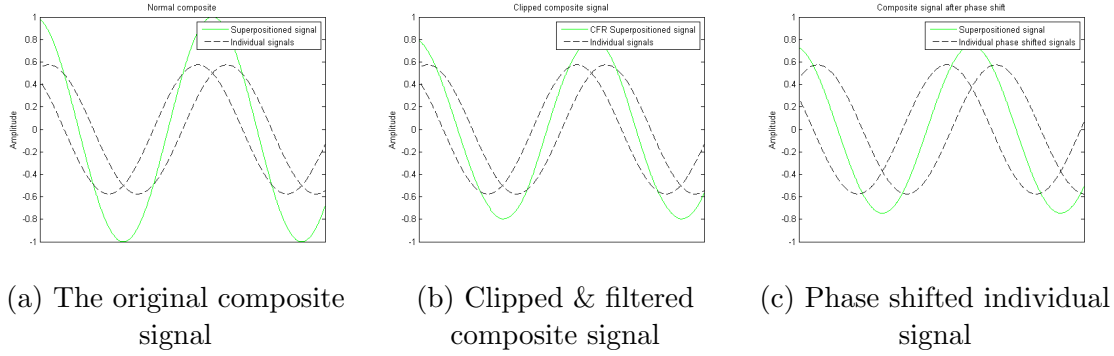 Normal composite
Superpositioned signal
Individual signals
Amplitude
1
0.8
0.6
0.4
0.2
0
-0.2
-0.4
-0.6
-0.8
-1
(a) The original composite
signal
Clipped composite signal
CFR Superpositioned signal
Individual signals
Amplitude
1
0.8
0.6
0.4
0.2
0
-0.2
-0.4
-0.6
-0.8
-1
(b) Clipped & filtered
composite signal
Composite signal after phase shift
Superpositioned signal
Individual phase shifted signals
Amplitude
1
0.8
0.6
0.4
0.2
0
-0.2
-0.4
-0.6
-0.8
-1
(c) Phase shifted individual
signal